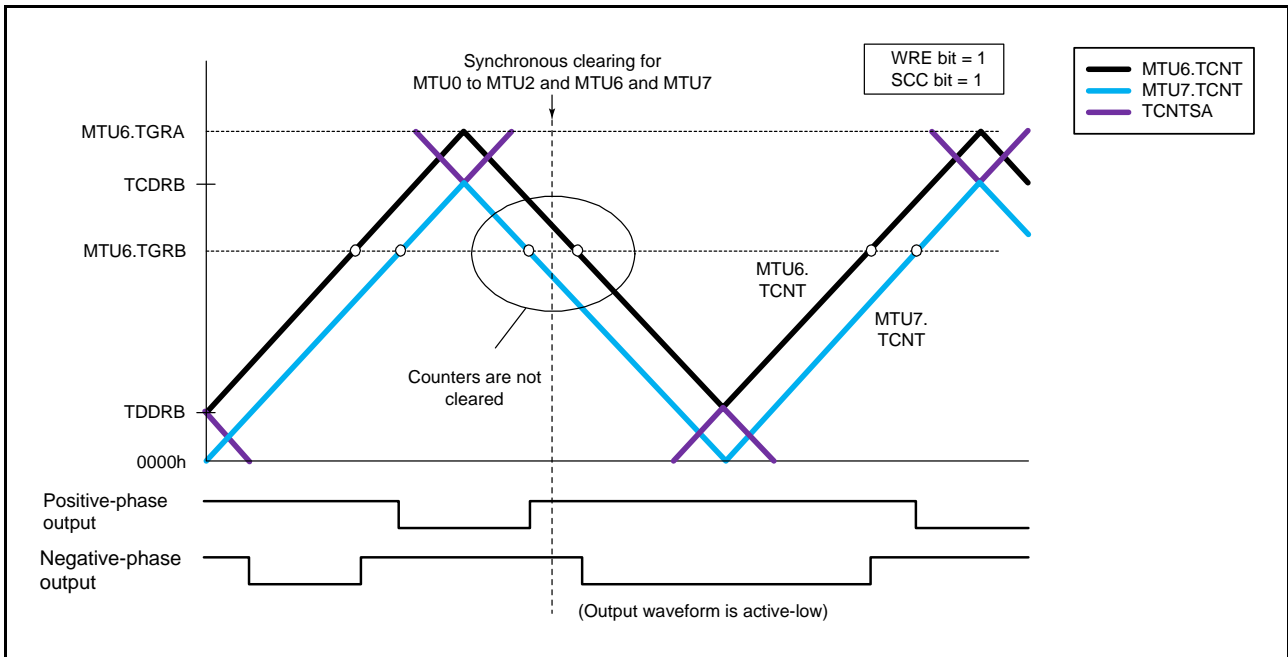 Synchronous clearing for
MTU0 to MTU2 and MTU6 and MTU7
WRE bit = 1
SCC bit = 1
MTU6.TCNT
MTU7.TCNT
TCNTSA
MTU6.TGRA
TCDRB
MTU6.TGRB
MTU6.
TCNT
MTU7.
TCNT
Counters are not
cleared
TDDRB
0000h
Positive-phase
output
Negative-phase
output
(Output waveform is active-low)